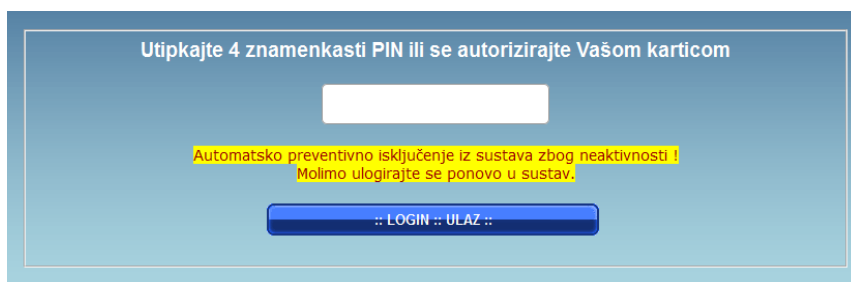 Utipkajte 4 znamenkasti PIN ili se autorizirajte Vašom karticom
Automatsko preventivno isključenje iz sustava zbog neaktivnosti !
Molimo ulogirajte se ponovo u sustav.
:: LOGIN :: ULAZ ::